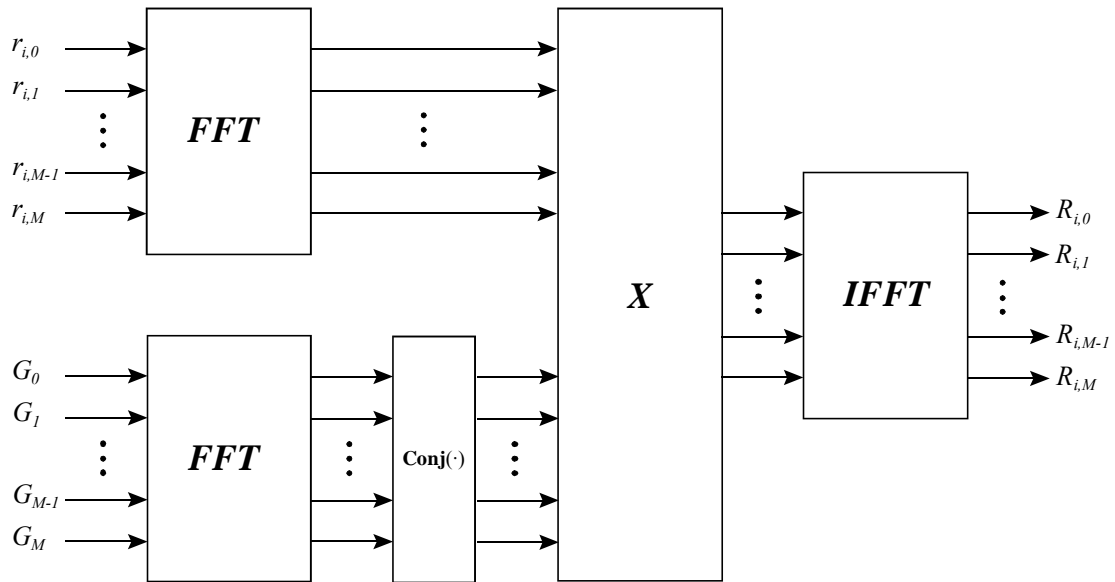 r_{i,0}
r_{i,1}
r_{i,M-1}
r_{i,M}
FFT
G_0
G_1
G_{M-1}
G_M
FFT
Conj(·)
X
IFFT
R_{i,0}
R_{i,1}
R_{i,M-1}
R_{i,M}